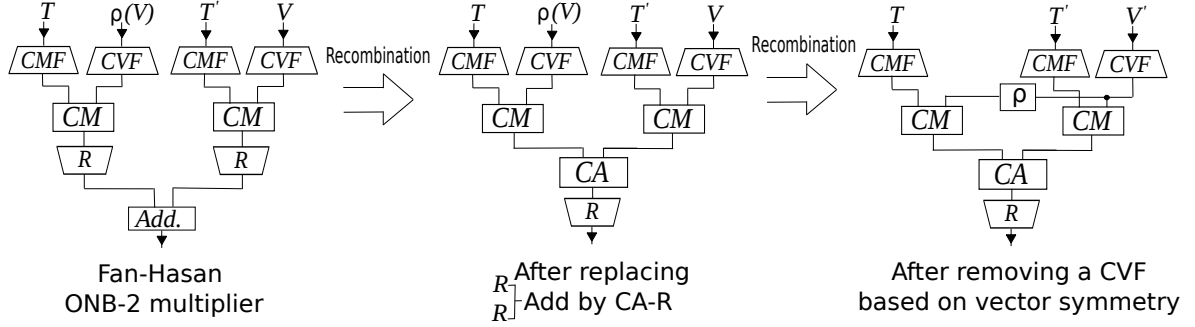 T ρ(V) T' V
CMF CVF CMF CVF
CM CM
R R
Add.
Fan-Hasan
ONB-2 multiplier
Recombination
T ρ(V) T' V
CMF CVF CMF CVF
CM CM
CA
R
After replacing
R
R
Add by CA-R
Recombination
T T' V'
CMF CMF CVF
ρ
CM CM
CA
R
After removing a CVF
based on vector symmetry